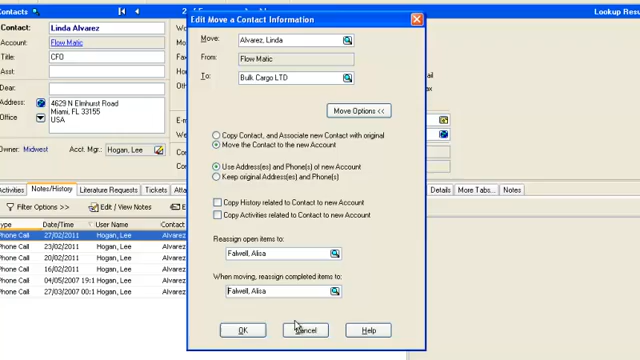 Contacts
Lookup Resu
Contact: Linda Alvarez
Account: Flow Matic
Title: CFO
Asst:
Dear:
Address
4629 N Elmhurst Road
Miami, FL 33155
USA
Office
Owner: Midwest
Acct. Mgr.: Hogan, Lee
Activities
Notes/History
Literature Requests
Tickets
Details
More Tabs...
Notes
Filter Options >>
Edit / View Note
Date/Time
User Name
Phone Call 27/02/2011 Hogan, Lee Alvarez
Phone Call 23/02/2011 Hogan, Lee Alvarez
Phone Call 20/02/2011 Hogan, Lee Alvarez
Phone Call 16/02/2011 Hogan, Lee Alvarez
Phone Call 04/05/2007 19:1 Hogan, Lee Alvarez
Phone Call 27/03/2007 00:1 Hogan, Lee Alvarez
Edit Move a Contact Information
Move: Alvarez, Linda
From: Flow Matic
To: Bulk Cargo LTD
Move Options <<
Copy Contact, and Associate new Contact with original
Move the Contact to the new Account
Use Address(es) and Phone(s) of new Account
Keep original Address(es) and Phone(s)
Copy History related to Contact to new Account
Copy Activities related to Contact to new Account
Reassign open items to:
Falwell, Alisa
When moving, reassign completed items to:
Falwell, Alisa
OK
Cancel
Help